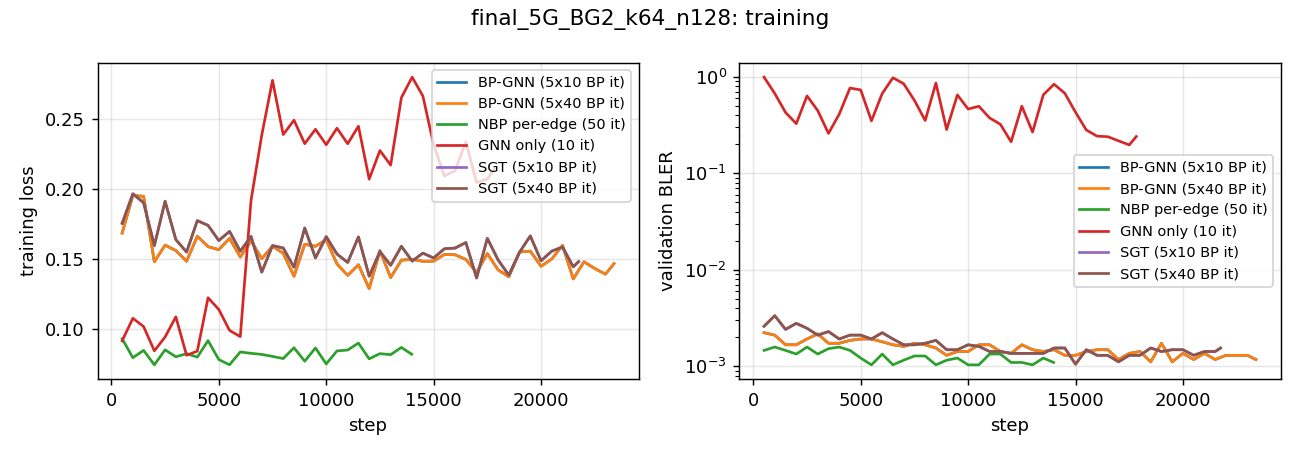 final_5G_BG2_k64_n128: training
BP-GNN (5x10 BP it)
BP-GNN (5x40 BP it)
NBP per-edge (50 it)
GNN only (10 it)
SGT (5x10 BP it)
SGT (5x40 BP it)
training loss
0.25
0.20
0.15
0.10
0
5000
10000
15000
20000
step
validation BLER
10⁰
10⁻¹
10⁻²
10⁻³
BP-GNN (5x10 BP it)
BP-GNN (5x40 BP it)
NBP per-edge (50 it)
GNN only (10 it)
SGT (5x10 BP it)
SGT (5x40 BP it)
0
5000
10000
15000
20000
step